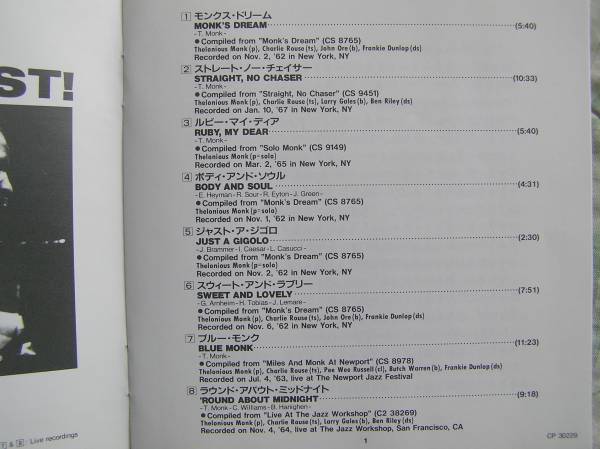 ST!
1 モンクス・ドリーム
MONK'S DREAM (5:40)
-T. Monk-
●Compiled from "Monk's Dream" (CS 8765)
Thelonious Monk(p), Charlie Rouse(ts), John Ore(b), Frankie Dunlop(ds)
Recorded on Nov. 2, '62 in New York, NY
2 ストレート・ノー・チェイサー
STRAIGHT, NO CHASER (10:33)
-T. Monk-
●Compiled from "Straight, No Chaser" (CS 9451)
Thelonious Monk(p), Charlie Rouse(ts), Larry Gales(b), Ben Riley(ds)
Recorded on Jan. 10, '67 in New York, NY
3 ルビー・マイ・ディア
RUBY, MY DEAR (5:40)
-T. Monk-
●Compiled from "Solo Monk" (CS 9149)
Thelonious Monk(p-solo)
Recorded on Mar. 2, '65 in New York, NY
4 ボディ・アンド・ソウル
BODY AND SOUL (4:31)
-E. Heyman-R. Sour-R. Eyton-J. Green-
●Compiled from "Monk's Dream" (CS 8765)
Thelonious Monk(p-solo)
Recorded on Nov. 1, '62 in New York, NY
5 ジャスト・ア・ジゴロ
JUST A GIGOLO (2:30)
-J. Brammer-I. Caesar-L. Casucci-
●Compiled from "Monk's Dream" (CS 8765)
Thelonious Monk(p-solo)
Recorded on Nov. 2, '62 in New York, NY
6 スウィート・アンド・ラブリー
SWEET AND LOVELY (7:51)
-G. Arnheim-H. Tobias-J. Lemare-
●Compiled from "Monk's Dream" (CS 8765)
Thelonious Monk(p), Charlie Rouse(ts), John Ore(b), Frankie Dunlop(ds)
Recorded on Nov. 6, '62 in New York, NY
7 ブルー・モンク
BLUE MONK (11:23)
-T. Monk-
●Compiled from "Miles And Monk At Newport" (CS 8978)
Thelonious Monk(p), Charlie Rouse(ts), Pee Wee Russell(cl), Butch Warren(b), Frankie Dunlop(ds)
Recorded on Jul. 4, '63, live at The Newport Jazz Festival
8 ラウンド・アバウト・ミッドナイト
'ROUND ABOUT MIDNIGHT (9:18)
-T. Monk-C. Williams-B. Hanighen-
●Compiled from "Live At The Jazz Workshop" (C2 38269)
Thelonious Monk(p), Charlie Rouse(ts), Larry Gales(b), Ben Riley(ds)
Recorded on Nov. 4, '64, live at The Jazz Workshop, San Francisco, CA
7 & 8: Live recordings
1
CP 30229